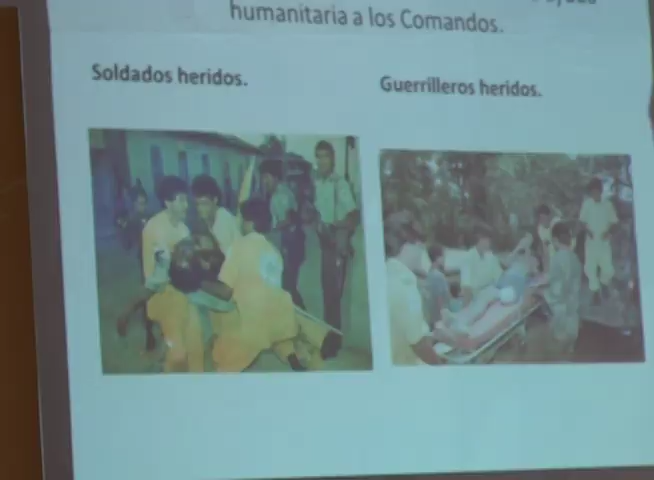 humanitaria a los Comandos.
Soldados heridos.
Guerrilleros heridos.